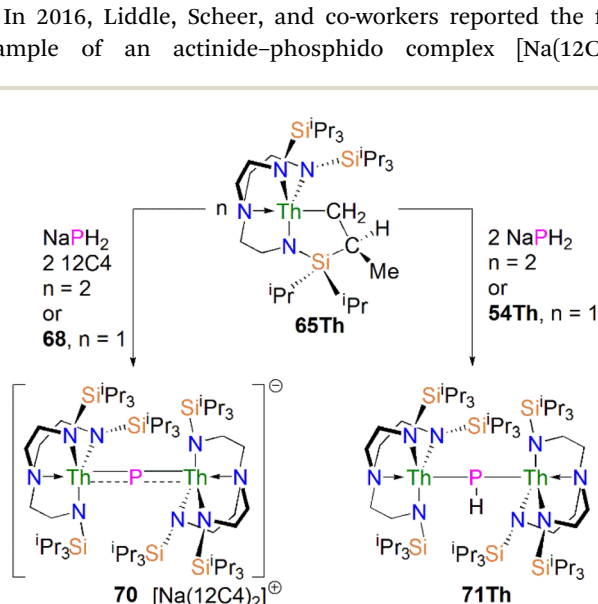 In 2016, Liddle, Scheer, and co-workers reported the f
ample of an actinide–phosphido complex [Na(12C
SiⁱPr₃
N N SiⁱPr₃
n N Th CH₂
N C H
Si Me
ⁱPr ⁱPr
65Th
NaPH₂
2 12C4
n = 2
or
68, n = 1
2 NaPH₂
n = 2
or
54Th, n = 1
SiⁱPr₃ SiⁱPr₃ ⊖
N N SiⁱPr₃ N
N Th P Th N
N N N
ⁱPr₃Si ⁱPr₃Si SiⁱPr₃
70 [Na(12C4)₂]⊕
SiⁱPr₃ SiⁱPr₃
N N SiⁱPr₃ N
N Th P Th N
N H N N
ⁱPr₃Si ⁱPr₃Si SiⁱPr₃
71Th